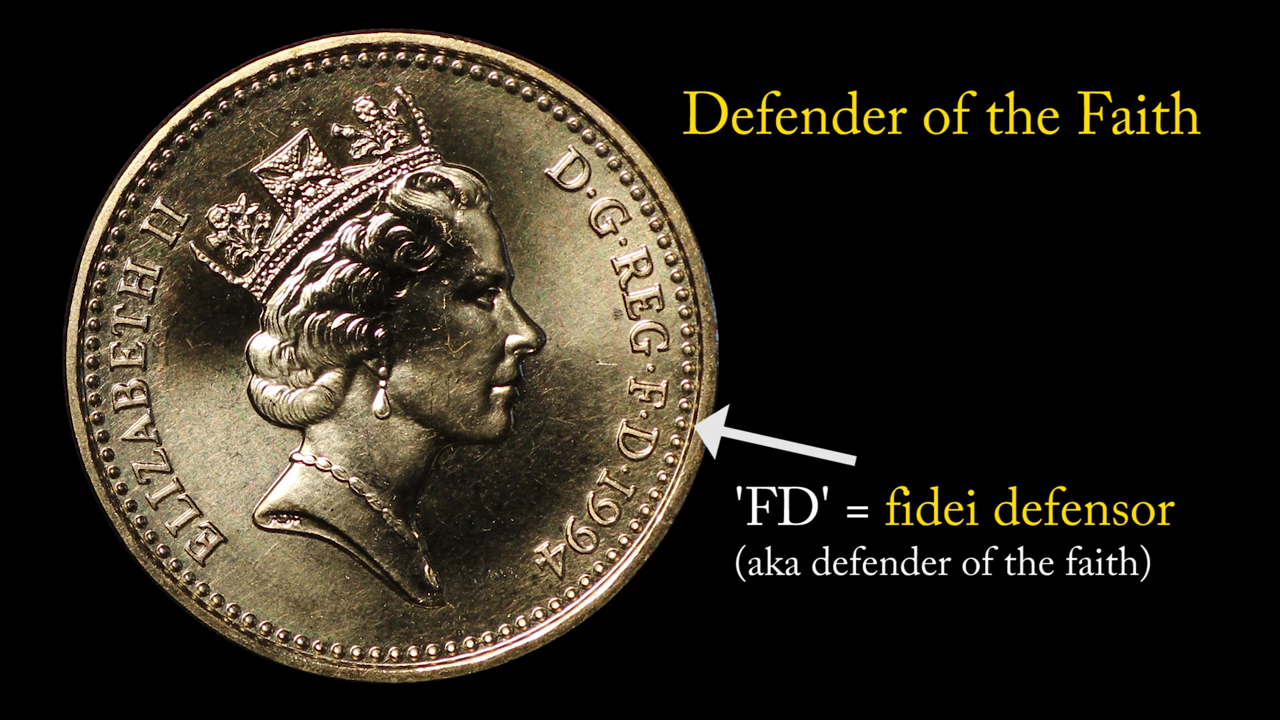 ELIZABETH II
D·G·REG·F·D·1994
Defender of the Faith
'FD' = fidei defensor
(aka defender of the faith)